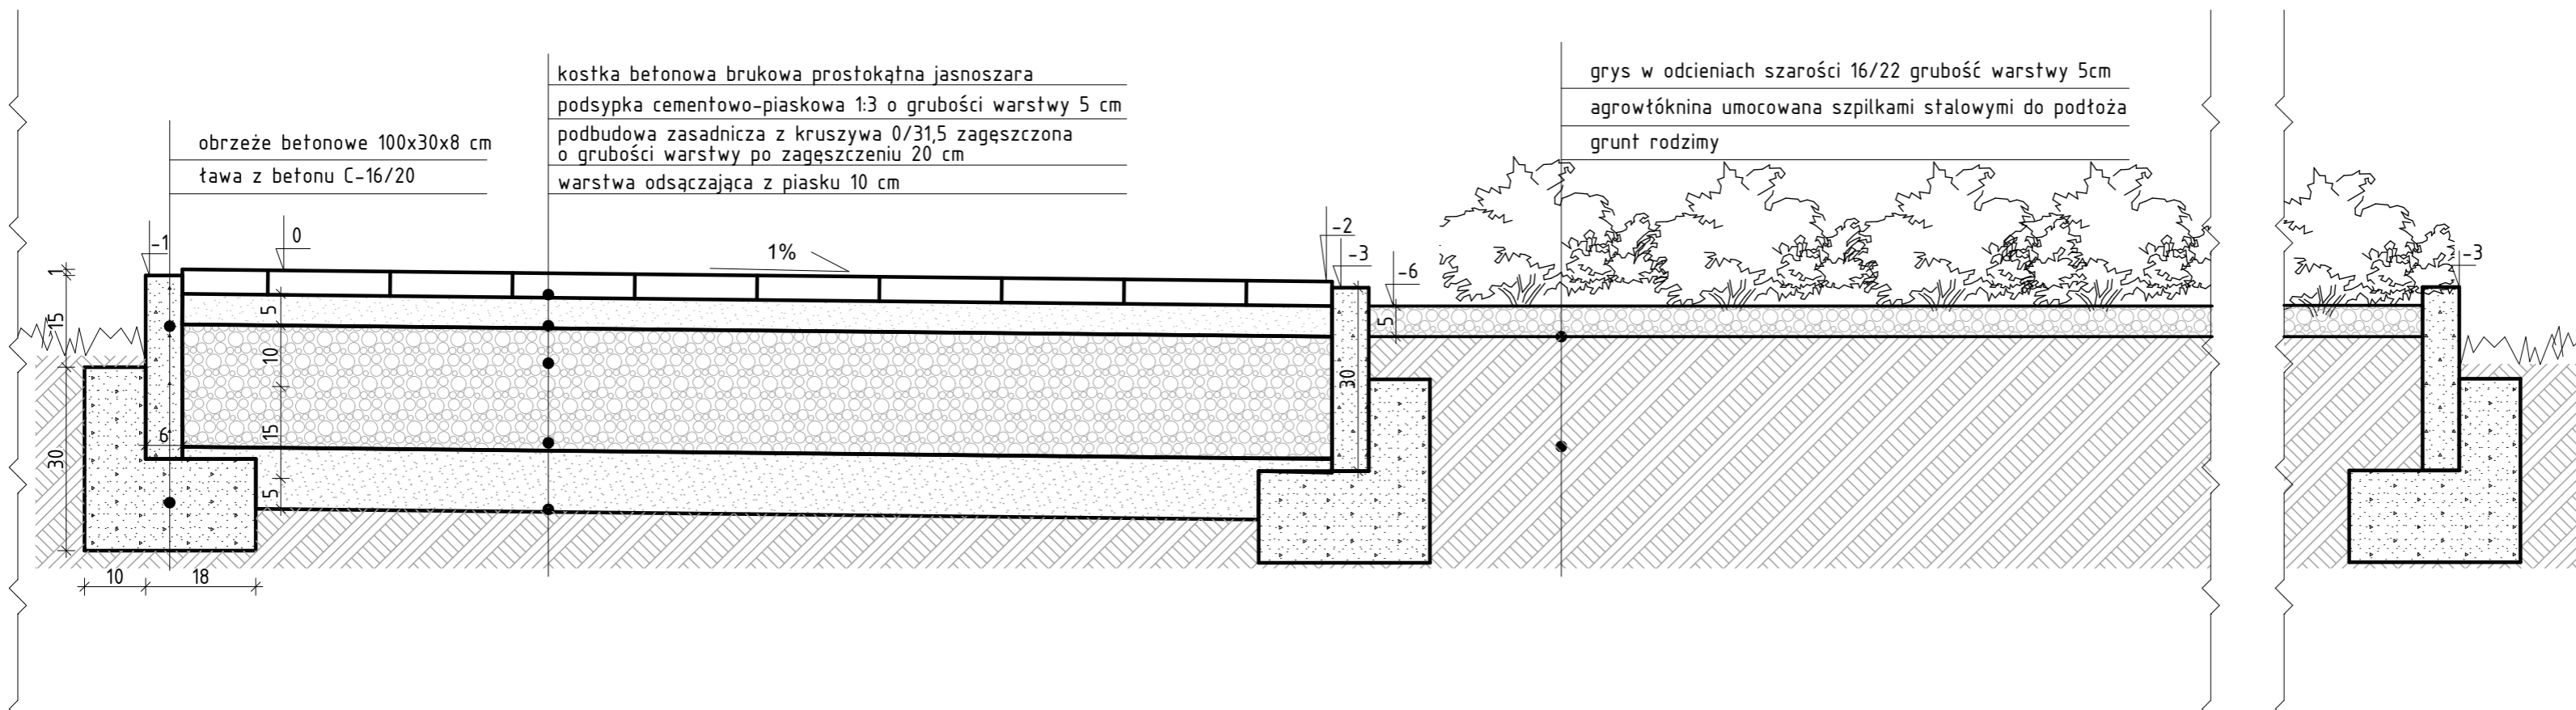 obrzeże betonowe 100x30x8 cm
ława z betonu C-16/20
kostka betonowa brukowa prostokątna jasnoszara
podsypka cementowo-piaskowa 1:3 o grubości warstwy 5 cm
podbudowa zasadnicza z kruszywa 0/31,5 zagęszczona
o grubości warstwy po zagęszczeniu 20 cm
warstwa odsączająca z piasku 10 cm
grys w odcieniach szarości 16/22 grubość warstwy 5cm
agrowłóknina umocowana szpilkami stalowymi do podłoża
grunt rodzimy
-1
0
1%
-2
-3
-6
-3
1
15
30
5
10
15
5
6
30
5
10
18